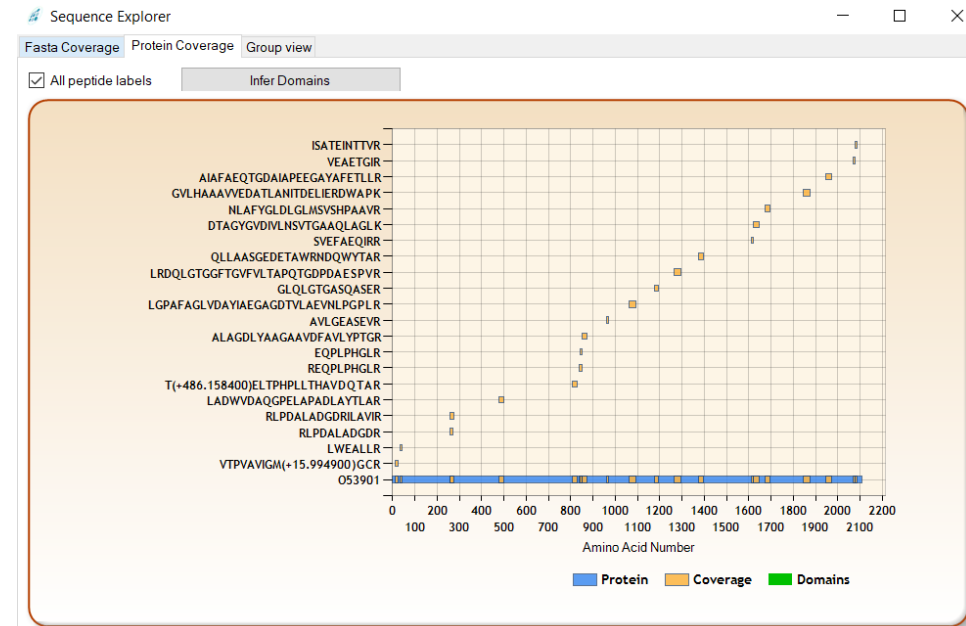 Sequence Explorer
Fasta Coverage Protein Coverage Group view
All peptide labels Infer Domains
ISATEINTTVR
VEAETGIR
AIAFAEQTGDAIAPEEGAYAFETLLR
GVLHAAAVVEDATLANITDELIERDWAPK
NLAFYGLDLGLMSVSHPAAVR
DTAGYGVDIVLNSVTGAAQLAGLK
SVEFAEQIRR
QLLAASGEDETAWRNDQWYTAR
LRDQLGTGGFTGVFVLTAPQTGDPDAESPVR
GLQLGTGASQASER
LGPAFAGLVDAYIAEGAGDTVLAEVNLPGPLR
AVLGEASEVR
ALAGDLYAAGAAVDFAVLYPTGR
EQPLPHGLR
REQPLPHGLR
T(+486.158400)ELTPHPLLTHAVDQTAR
LADWVDAQGPELAPADLAYTLAR
RLPDALADGDRILAVIR
RLPDALADGDR
LWEALLR
VTPVAVIGM(+15.994900)GCR
O53901
0 200 400 600 800 1000 1200 1400 1600 1800 2000 2200
100 300 500 700 900 1100 1300 1500 1700 1900 2100
Amino Acid Number
Protein Coverage Domains